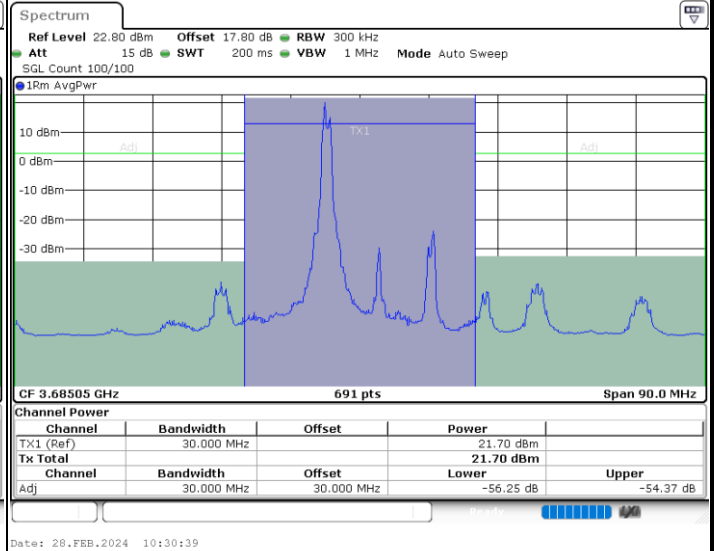 Spectrum
Ref Level 22.80 dBm Offset 17.80 dB RBW 300 kHz
Att 15 dB SWT 200 ms VBW 1 MHz Mode Auto Sweep
SGL Count 100/100
1Rm AvgPwr
TX1
10 dBm
Adj Adj
0 dBm
-10 dBm
-20 dBm
-30 dBm
CF 3.68505 GHz 691 pts Span 90.0 MHz
Channel Power
Channel Bandwidth Offset Power
TX1 (Ref) 30.000 MHz 21.70 dBm
Tx Total 21.70 dBm
Channel Bandwidth Offset Lower Upper
Adj 30.000 MHz 30.000 MHz -56.25 dB -54.37 dB
Ready
Date: 28.FEB.2024 10:30:39